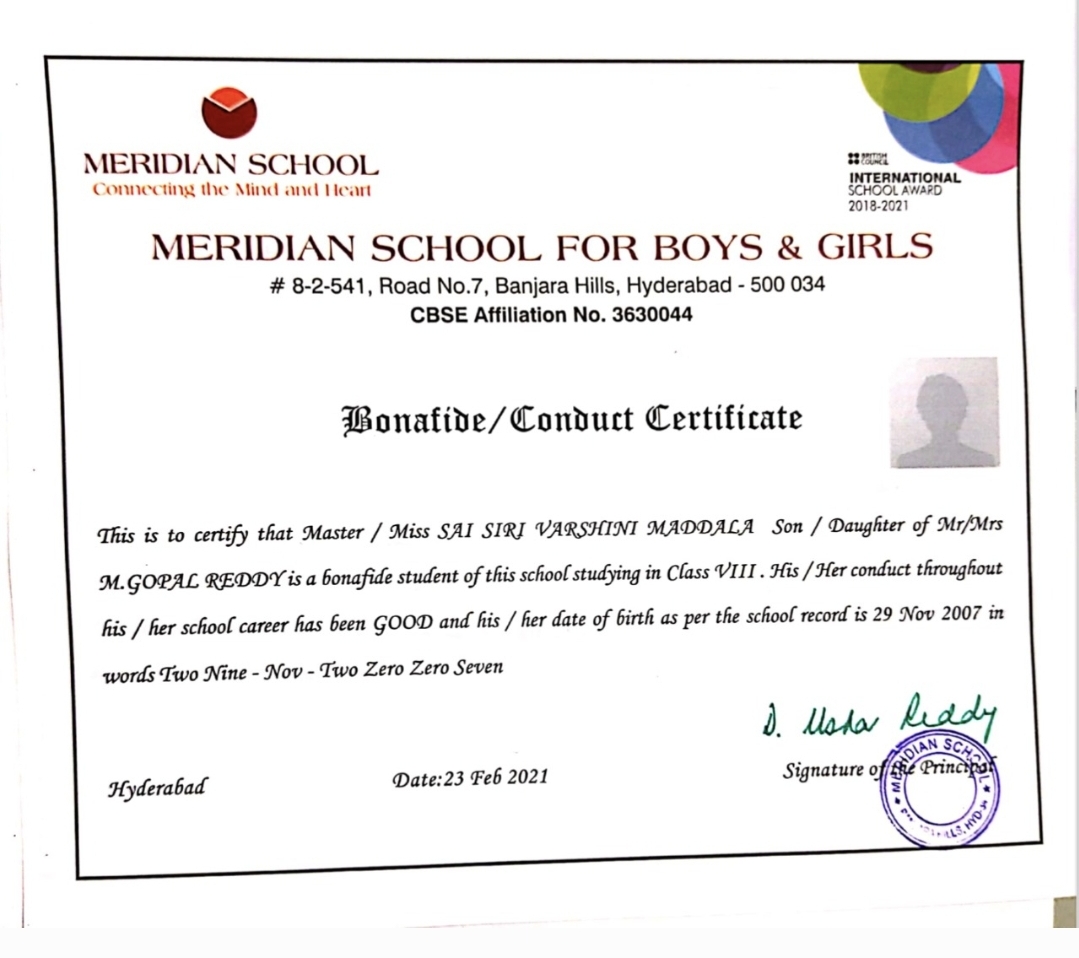 MERIDIAN SCHOOL
Connecting the Mind and Heart
BRITISH
COUNCIL
INTERNATIONAL
SCHOOL AWARD
2018-2021
MERIDIAN SCHOOL FOR BOYS & GIRLS
# 8-2-541, Road No.7, Banjara Hills, Hyderabad - 500 034
CBSE Affiliation No. 3630044
Bonafide/Conduct Certificate
This is to certify that Master / Miss SAI SIRI VARSHINI MADDALA Son / Daughter of Mr/Mrs
M.GOPAL REDDY is a bonafide student of this school studying in Class VIII . His / Her conduct throughout
his / her school career has been GOOD and his / her date of birth as per the school record is 29 Nov 2007 in
words Two Nine - Nov - Two Zero Zero Seven
D. Usha Reddy
Hyderabad
Date:23 Feb 2021
Signature of the Principal
MERIDIAN SCHOOL
HILLS, HYD-34